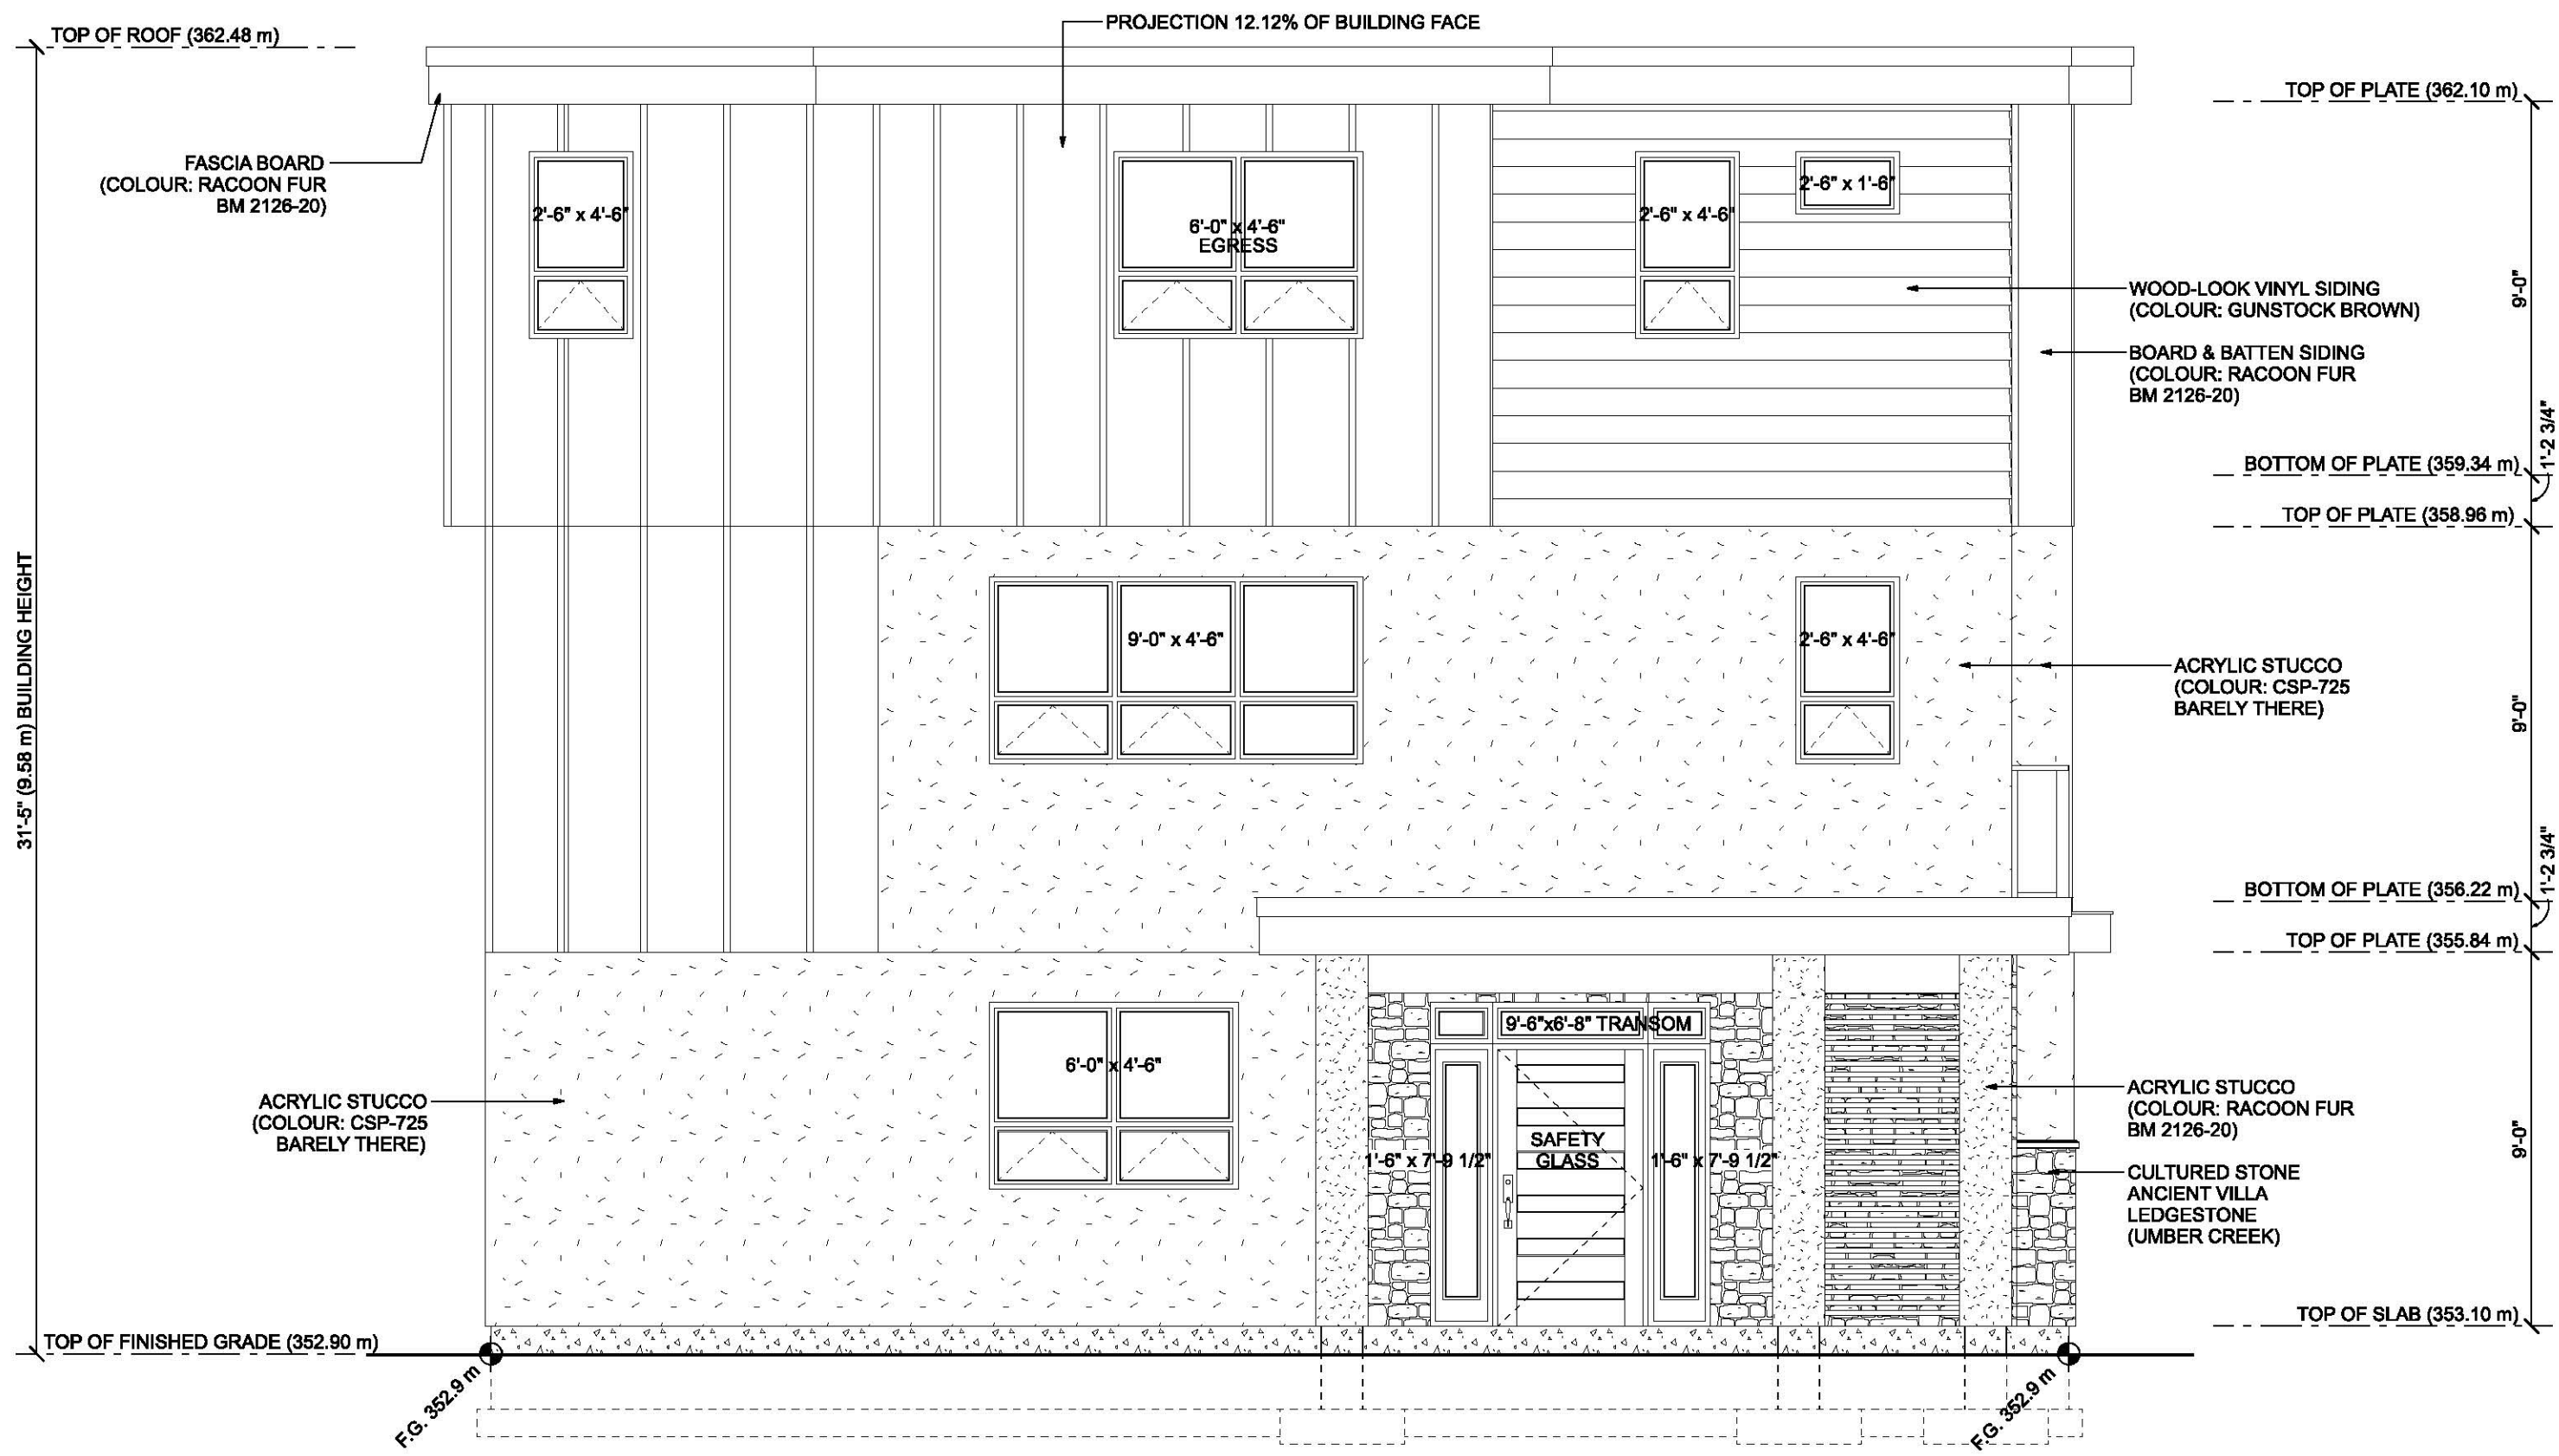 PROJECTION 12.12% OF BUILDING FACE
TOP OF ROOF (362.48 m)
TOP OF PLATE (362.10 m)
FASCIA BOARD
(COLOUR: RACOON FUR
BM 2126-20)
2'-6" x 4'-6"
6'-0" x 4'-6"
EGRESS
2'-6" x 4'-6"
2'-6" x 1'-6"
WOOD-LOOK VINYL SIDING
(COLOUR: GUNSTOCK BROWN)
9'-0"
BOARD & BATTEN SIDING
(COLOUR: RACOON FUR
BM 2126-20)
1'-2 3/4"
BOTTOM OF PLATE (359.34 m)
TOP OF PLATE (358.96 m)
31'-5" (9.58 m) BUILDING HEIGHT
9'-0" x 4'-6"
2'-6" x 4'-6"
ACRYLIC STUCCO
(COLOUR: CSP-725
BARELY THERE)
9'-0"
1'-2 3/4"
BOTTOM OF PLATE (356.22 m)
TOP OF PLATE (355.84 m)
9'-6"x6'-8" TRANSOM
6'-0" x 4'-6"
ACRYLIC STUCCO
(COLOUR: CSP-725
BARELY THERE)
SAFETY
GLASS
1'-6" x 7'-9 1/2"
1'-6" x 7'-9 1/2"
ACRYLIC STUCCO
(COLOUR: RACOON FUR
BM 2126-20)
9'-0"
CULTURED STONE
ANCIENT VILLA
LEDGESTONE
(UMBER CREEK)
TOP OF SLAB (353.10 m)
TOP OF FINISHED GRADE (352.90 m)
F.G. 352.9 m
F.G. 352.9 m